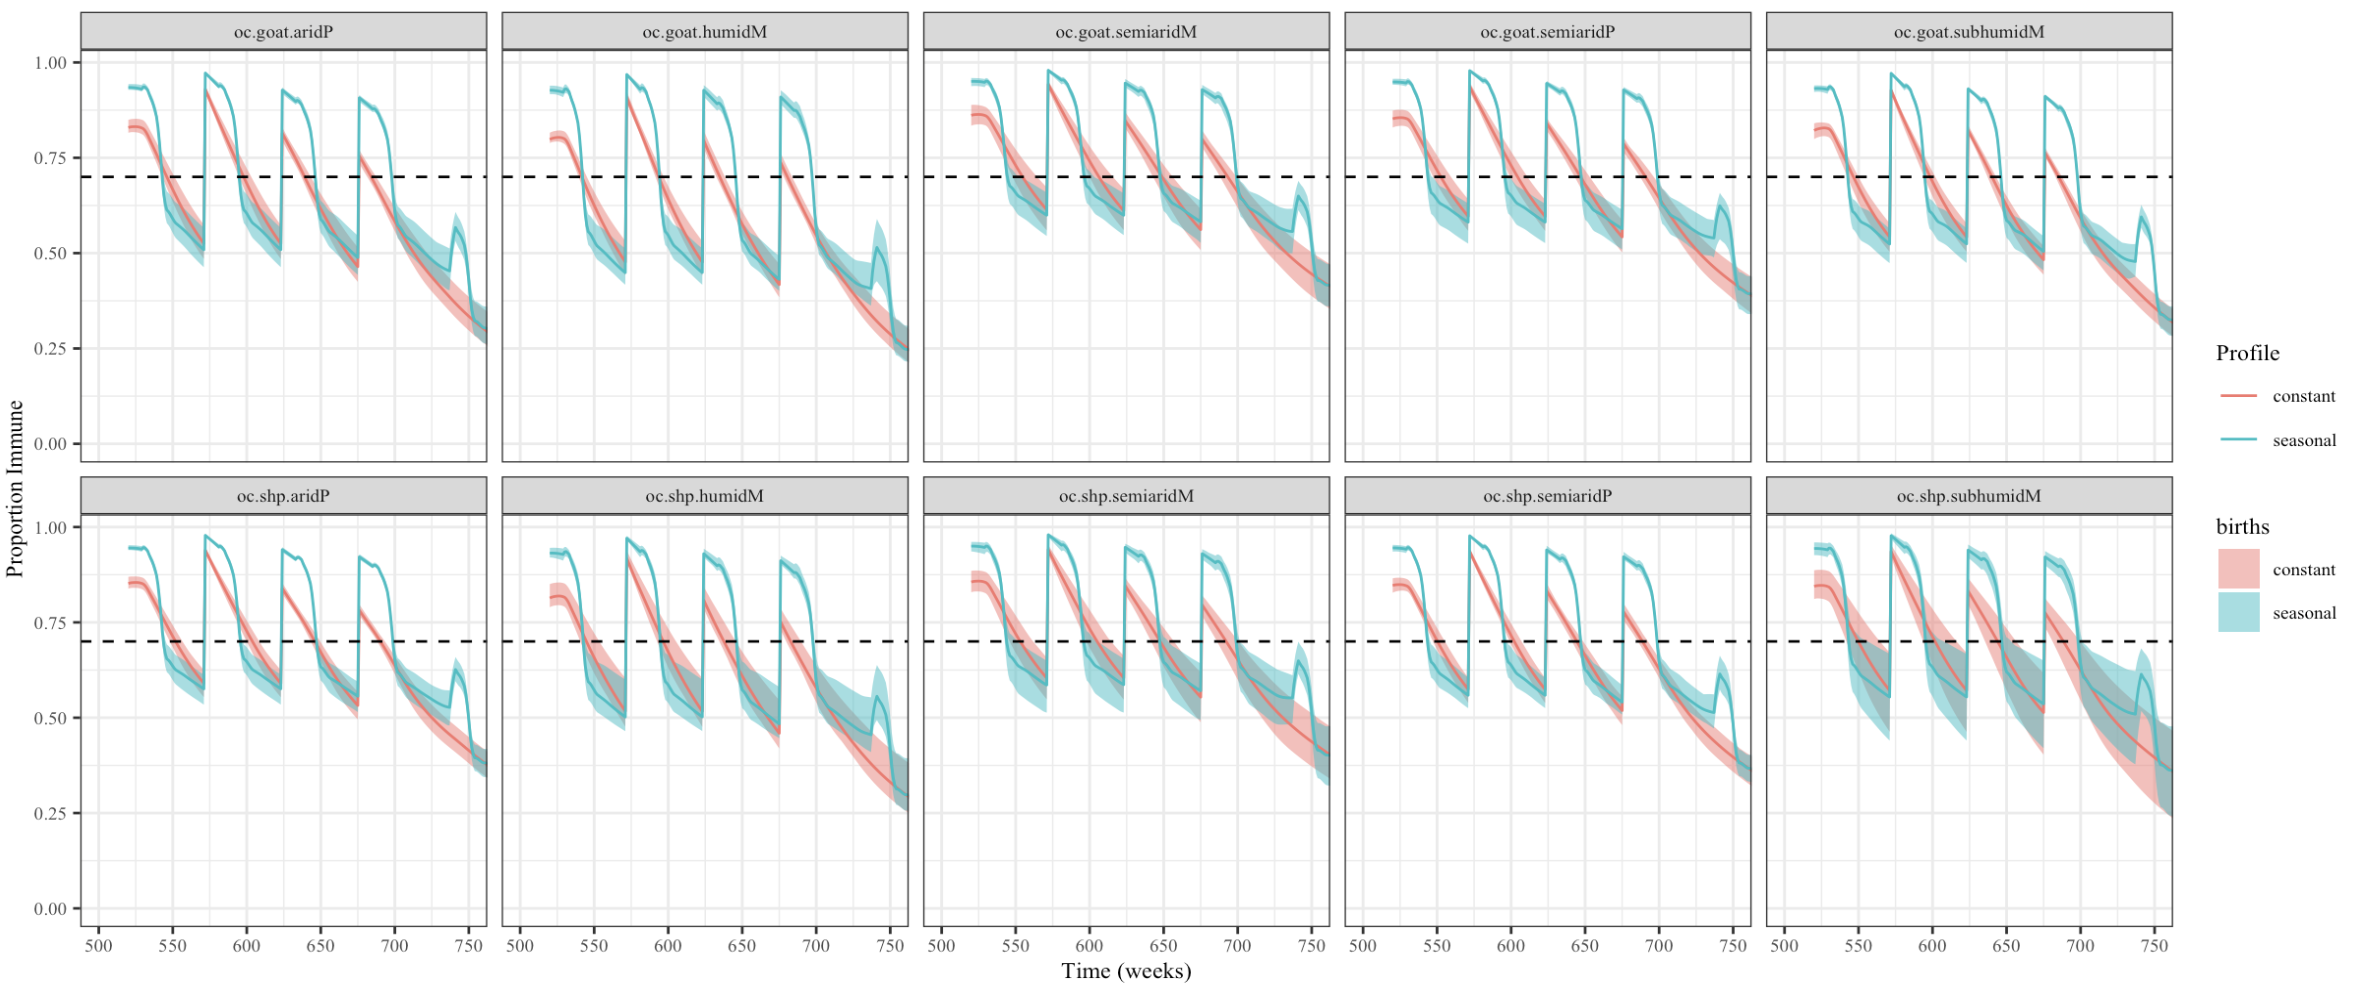 oc.goat.aridP oc.goat.humidM oc.goat.semiaridM oc.goat.semiaridP oc.goat.subhumidM
1.00
0.75
0.50
0.25
0.00
oc.shp.aridP oc.shp.humidM oc.shp.semiaridM oc.shp.semiaridP oc.shp.subhumidM
1.00
0.75
0.50
0.25
0.00
Proportion Immune
500 550 600 650 700 750 500 550 600 650 700 750 500 550 600 650 700 750 500 550 600 650 700 750 500 550 600 650 700 750
Time (weeks)
Profile
constant
seasonal
births
constant
seasonal